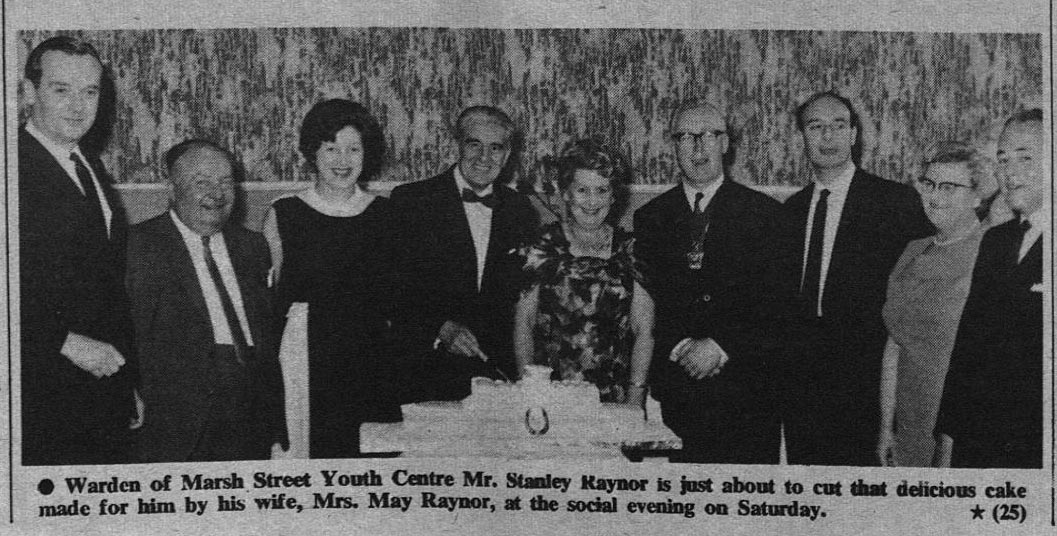 ● Warden of Marsh Street Youth Centre Mr. Stanley Raynor is just about to cut that delicious cake
made for him by his wife, Mrs. May Raynor, at the social evening on Saturday. ★ (25)